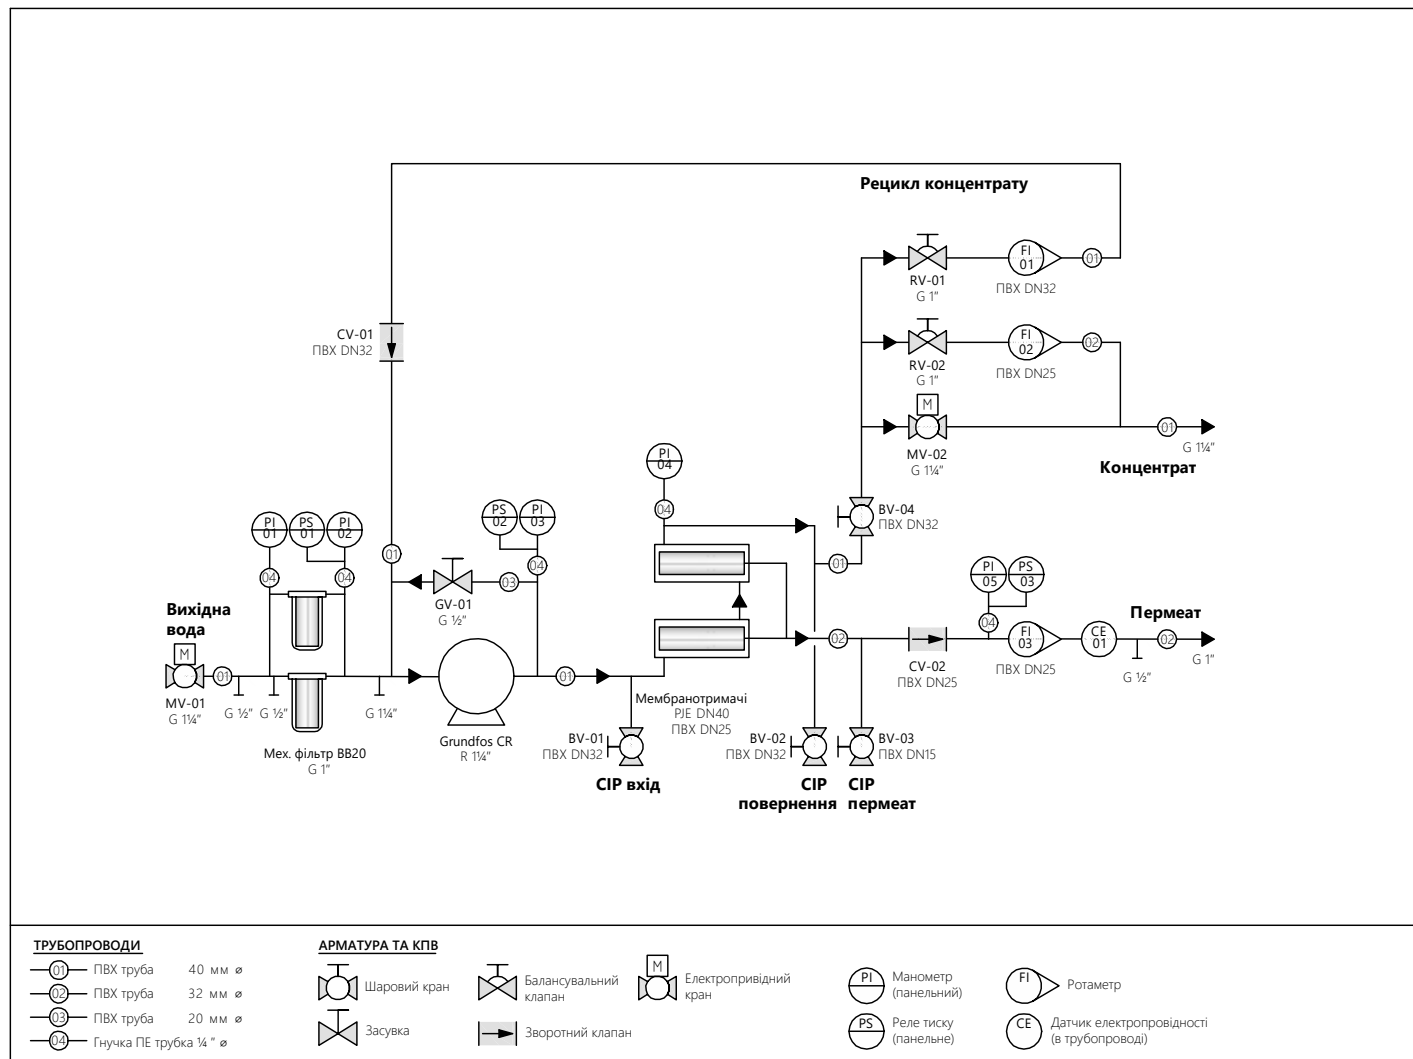 Рецикл концентрату
FI
01
01
RV-01
G 1"
ПВХ DN32
CV-01
ПВХ DN32
FI
02
02
RV-02
G 1"
ПВХ DN25
M
01
MV-02
G 1¼"
G 1¼"
Концентрат
PI
04
04
BV-04
ПВХ DN32
PI
01
PS
01
PI
02
PS
02
PI
03
01
01
04
04
04
03
GV-01
G ½"
PI
05
PS
03
04
Вихідна
вода
M
01
MV-01
G 1¼"
G ½"
G ½"
G 1¼"
Мех. фільтр BB20
G 1"
Grundfos CR
R 1¼"
01
Мембранотримачі
PJE DN40
ПВХ DN25
02
CV-02
ПВХ DN25
FI
03
ПВХ DN25
CE
01
Пермеат
02
G 1"
G ½"
BV-01
ПВХ DN32
CIP вхід
BV-02
ПВХ DN32
CIP
повернення
BV-03
ПВХ DN15
CIP
пермеат
ТРУБОПРОВОДИ
01 ПВХ труба 40 мм ⌀
02 ПВХ труба 32 мм ⌀
03 ПВХ труба 20 мм ⌀
04 Гнучка ПЕ трубка ¼ " ⌀
АРМАТУРА ТА КПВ
Шаровий кран
Засувка
Балансувальний
клапан
Зворотний клапан
M
Електропривідний
кран
PI
Манометр
(панельний)
PS
Реле тиску
(панельне)
FI
Ротаметр
CE
Датчик електропровідності
(в трубопроводі)